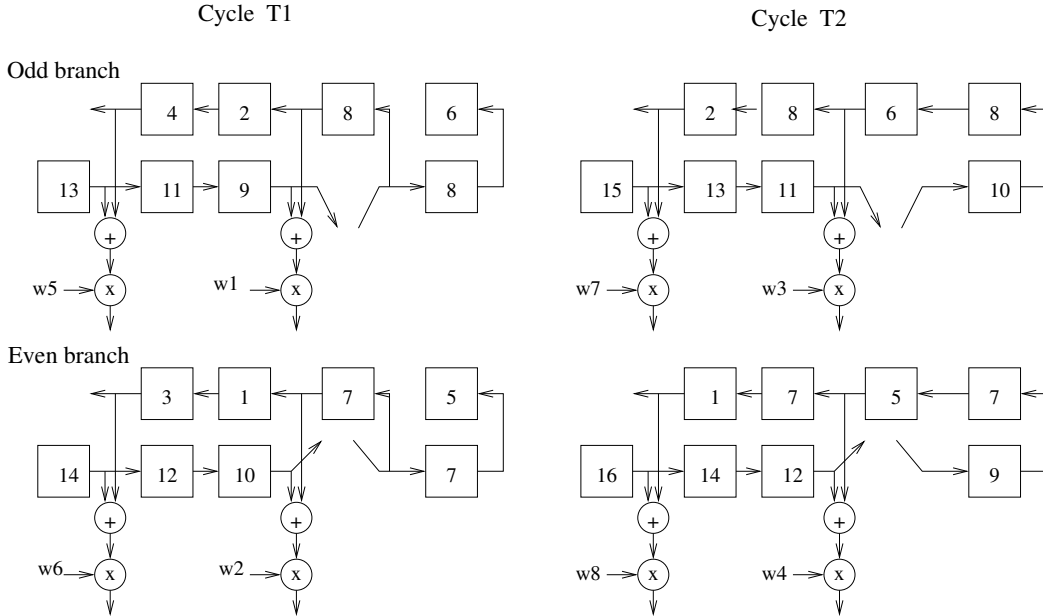 Cycle T1
Cycle T2
Odd branch
4 2 8 6
2 8 6 8
13 11 9 8
15 13 11 10
+ +
+ +
w5 x w1 x
w7 x w3 x
Even branch
3 1 7 5
1 7 5 7
14 12 10 7
16 14 12 9
+ +
+ +
w6 x w2 x
w8 x w4 x